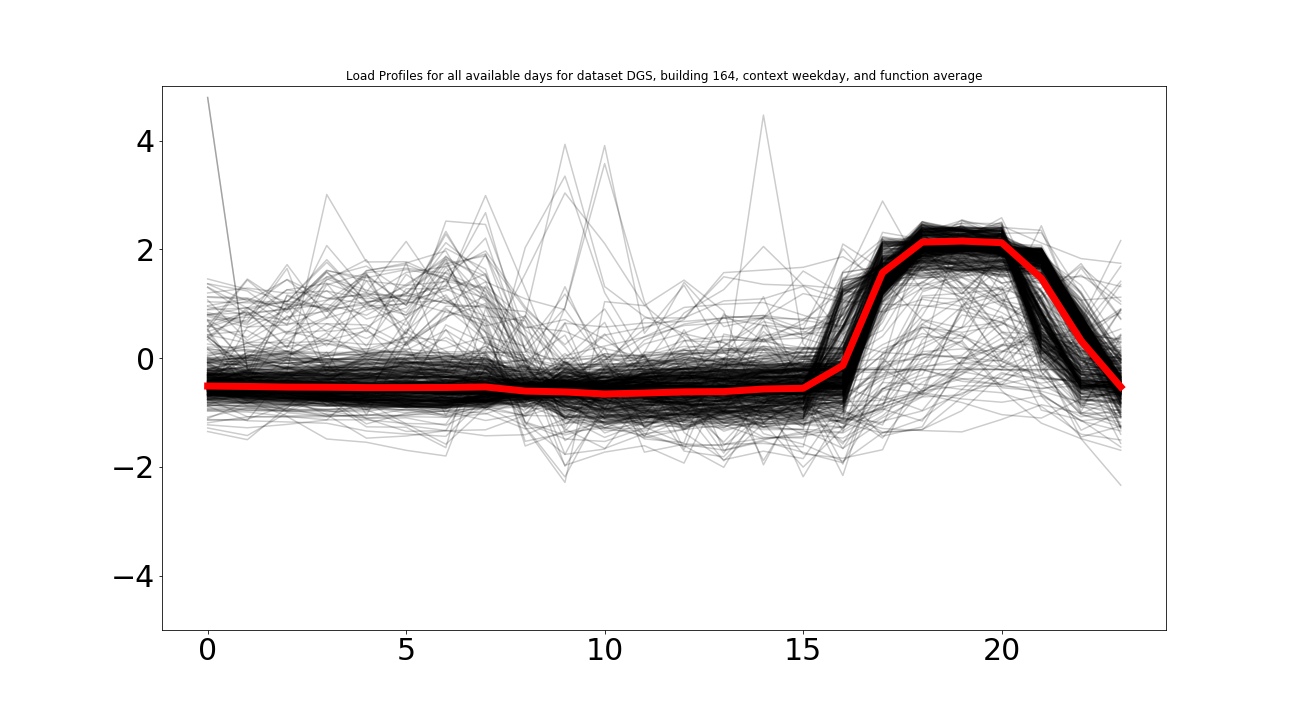 Load Profiles for all available days for dataset DGS, building 164, context weekday, and function average
4
2
0
−2
−4
0 5 10 15 20